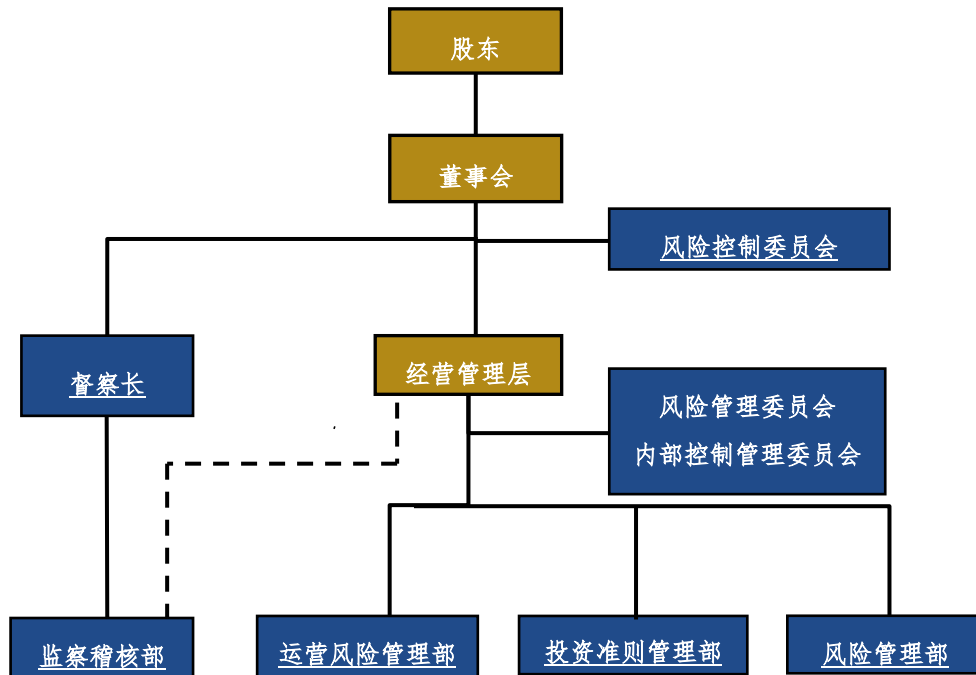 股东
董事会
风险控制委员会
督察长
经营管理层
风险管理委员会
内部控制管理委员会
监察稽核部
运营风险管理部
投资准则管理部
风险管理部